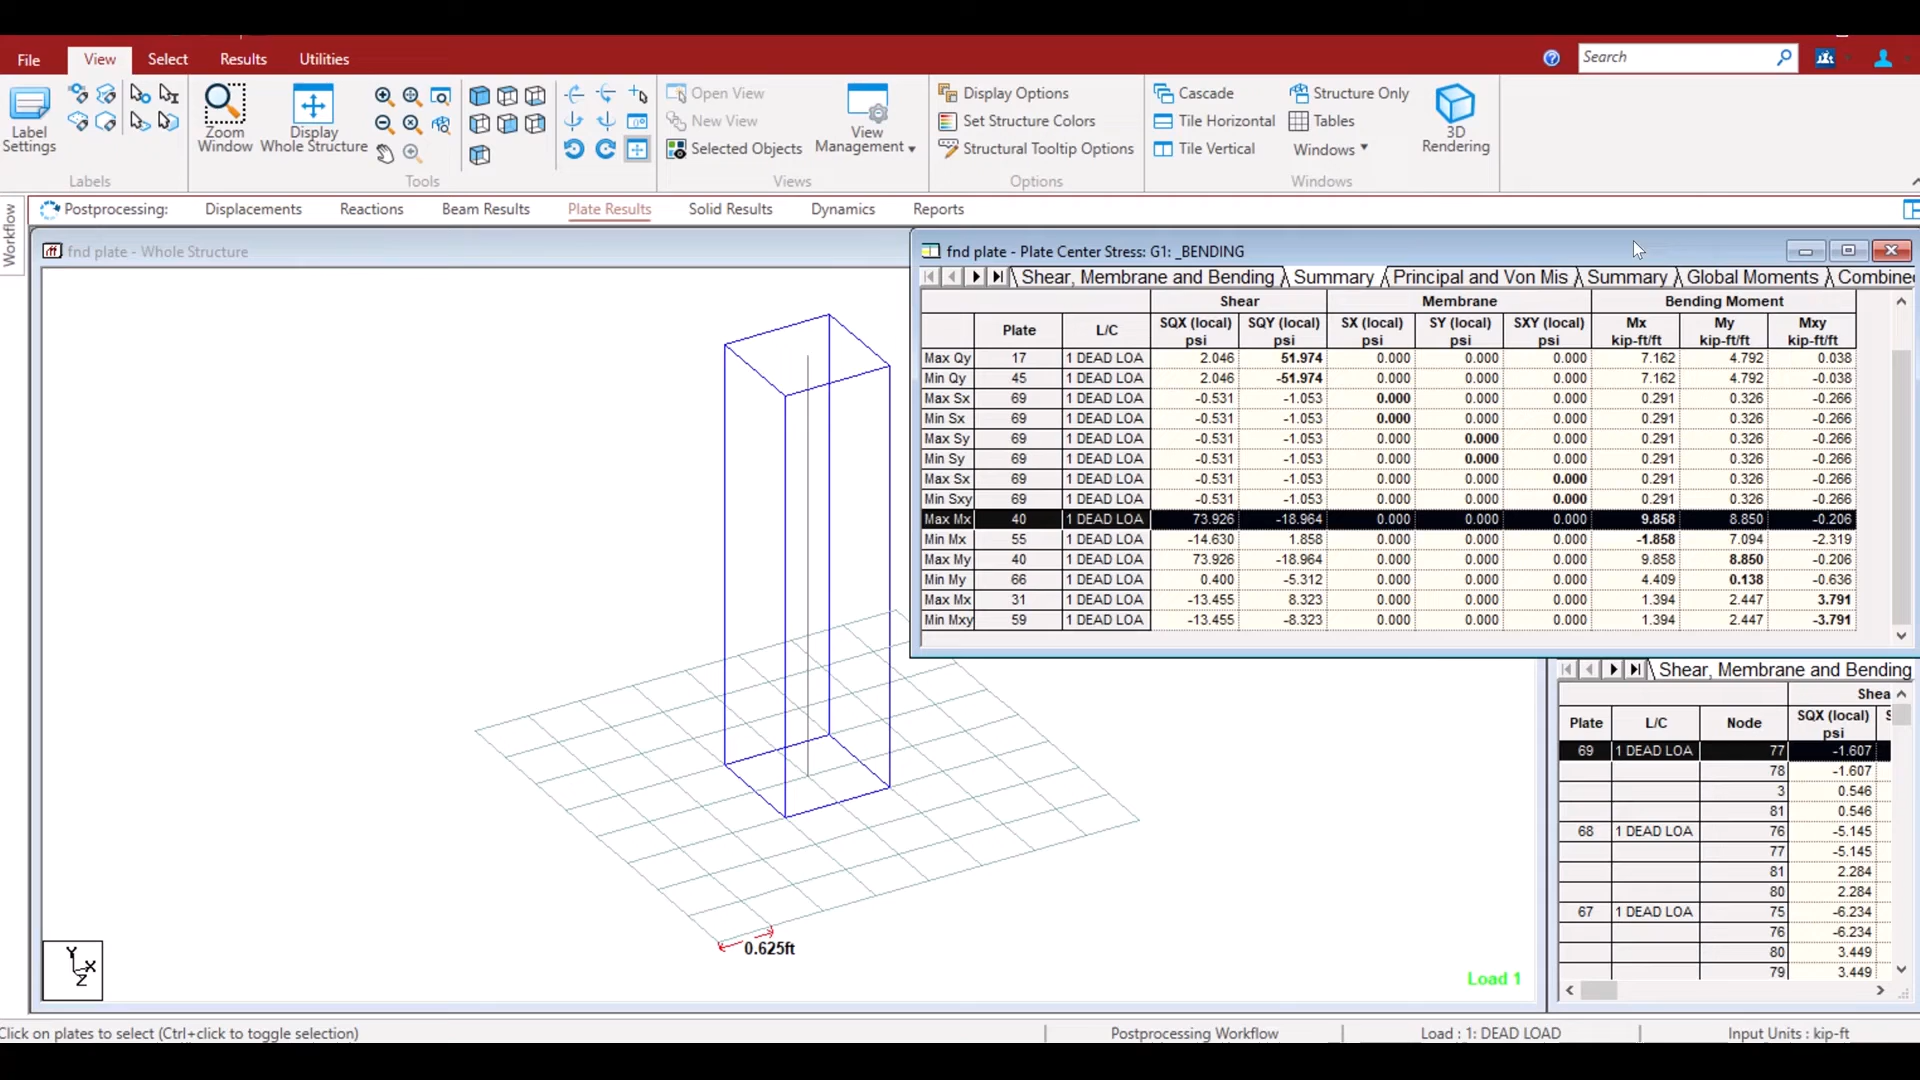 File View Select Results Utilities Search
Label Settings
Zoom Window
Display Whole Structure
Open View
New View
Selected Objects
View Management
Display Options
Set Structure Colors
Structural Tooltip Options
Cascade
Tile Horizontal
Tile Vertical
Structure Only
Tables
Windows
3D Rendering
Labels Tools Views Options Windows
Workflow
Postprocessing: Displacements Reactions Beam Results Plate Results Solid Results Dynamics Reports
fnd plate - Whole Structure
fnd plate - Plate Center Stress: G1: _BENDING
Shear, Membrane and Bending Summary Principal and Von Mis Summary Global Moments Combine
Shear Membrane Bending Moment
Plate L/C SQX (local) psi SQY (local) psi SX (local) psi SY (local) psi SXY (local) psi Mx kip-ft/ft My kip-ft/ft Mxy kip-ft/ft
Max Qy 17 1 DEAD LOA 2.046 51.974 0.000 0.000 0.000 7.162 4.792 0.038
Min Qy 45 1 DEAD LOA 2.046 -51.974 0.000 0.000 0.000 7.162 4.792 -0.038
Max Sx 69 1 DEAD LOA -0.531 -1.053 0.000 0.000 0.000 0.291 0.326 -0.266
Min Sx 69 1 DEAD LOA -0.531 -1.053 0.000 0.000 0.000 0.291 0.326 -0.266
Max Sy 69 1 DEAD LOA -0.531 -1.053 0.000 0.000 0.000 0.291 0.326 -0.266
Min Sy 69 1 DEAD LOA -0.531 -1.053 0.000 0.000 0.000 0.291 0.326 -0.266
Max Sx 69 1 DEAD LOA -0.531 -1.053 0.000 0.000 0.000 0.291 0.326 -0.266
Min Sxy 69 1 DEAD LOA -0.531 -1.053 0.000 0.000 0.000 0.291 0.326 -0.266
Max Mx 40 1 DEAD LOA 73.926 -18.964 0.000 0.000 0.000 9.858 8.850 -0.206
Min Mx 55 1 DEAD LOA -14.630 1.858 0.000 0.000 0.000 -1.858 7.094 -2.319
Max My 40 1 DEAD LOA 73.926 -18.964 0.000 0.000 0.000 9.858 8.850 -0.206
Min My 66 1 DEAD LOA 0.400 -5.312 0.000 0.000 0.000 4.409 0.138 -0.636
Max Mx 31 1 DEAD LOA -13.455 8.323 0.000 0.000 0.000 1.394 2.447 3.791
Min Mxy 59 1 DEAD LOA -13.455 -8.323 0.000 0.000 0.000 1.394 2.447 -3.791
Shear, Membrane and Bending
Shea
Plate L/C Node SQX (local) psi S
69 1 DEAD LOA 77 -1.607
78 -1.607
3 0.546
81 0.546
68 1 DEAD LOA 76 -5.145
77 -5.145
81 2.284
80 2.284
67 1 DEAD LOA 75 -6.234
76 -6.234
80 3.449
79 3.449
0.625ft
Y X Z
Load 1
Click on plates to select (Ctrl+click to toggle selection) Postprocessing Workflow Load : 1: DEAD LOAD Input Units : kip-ft